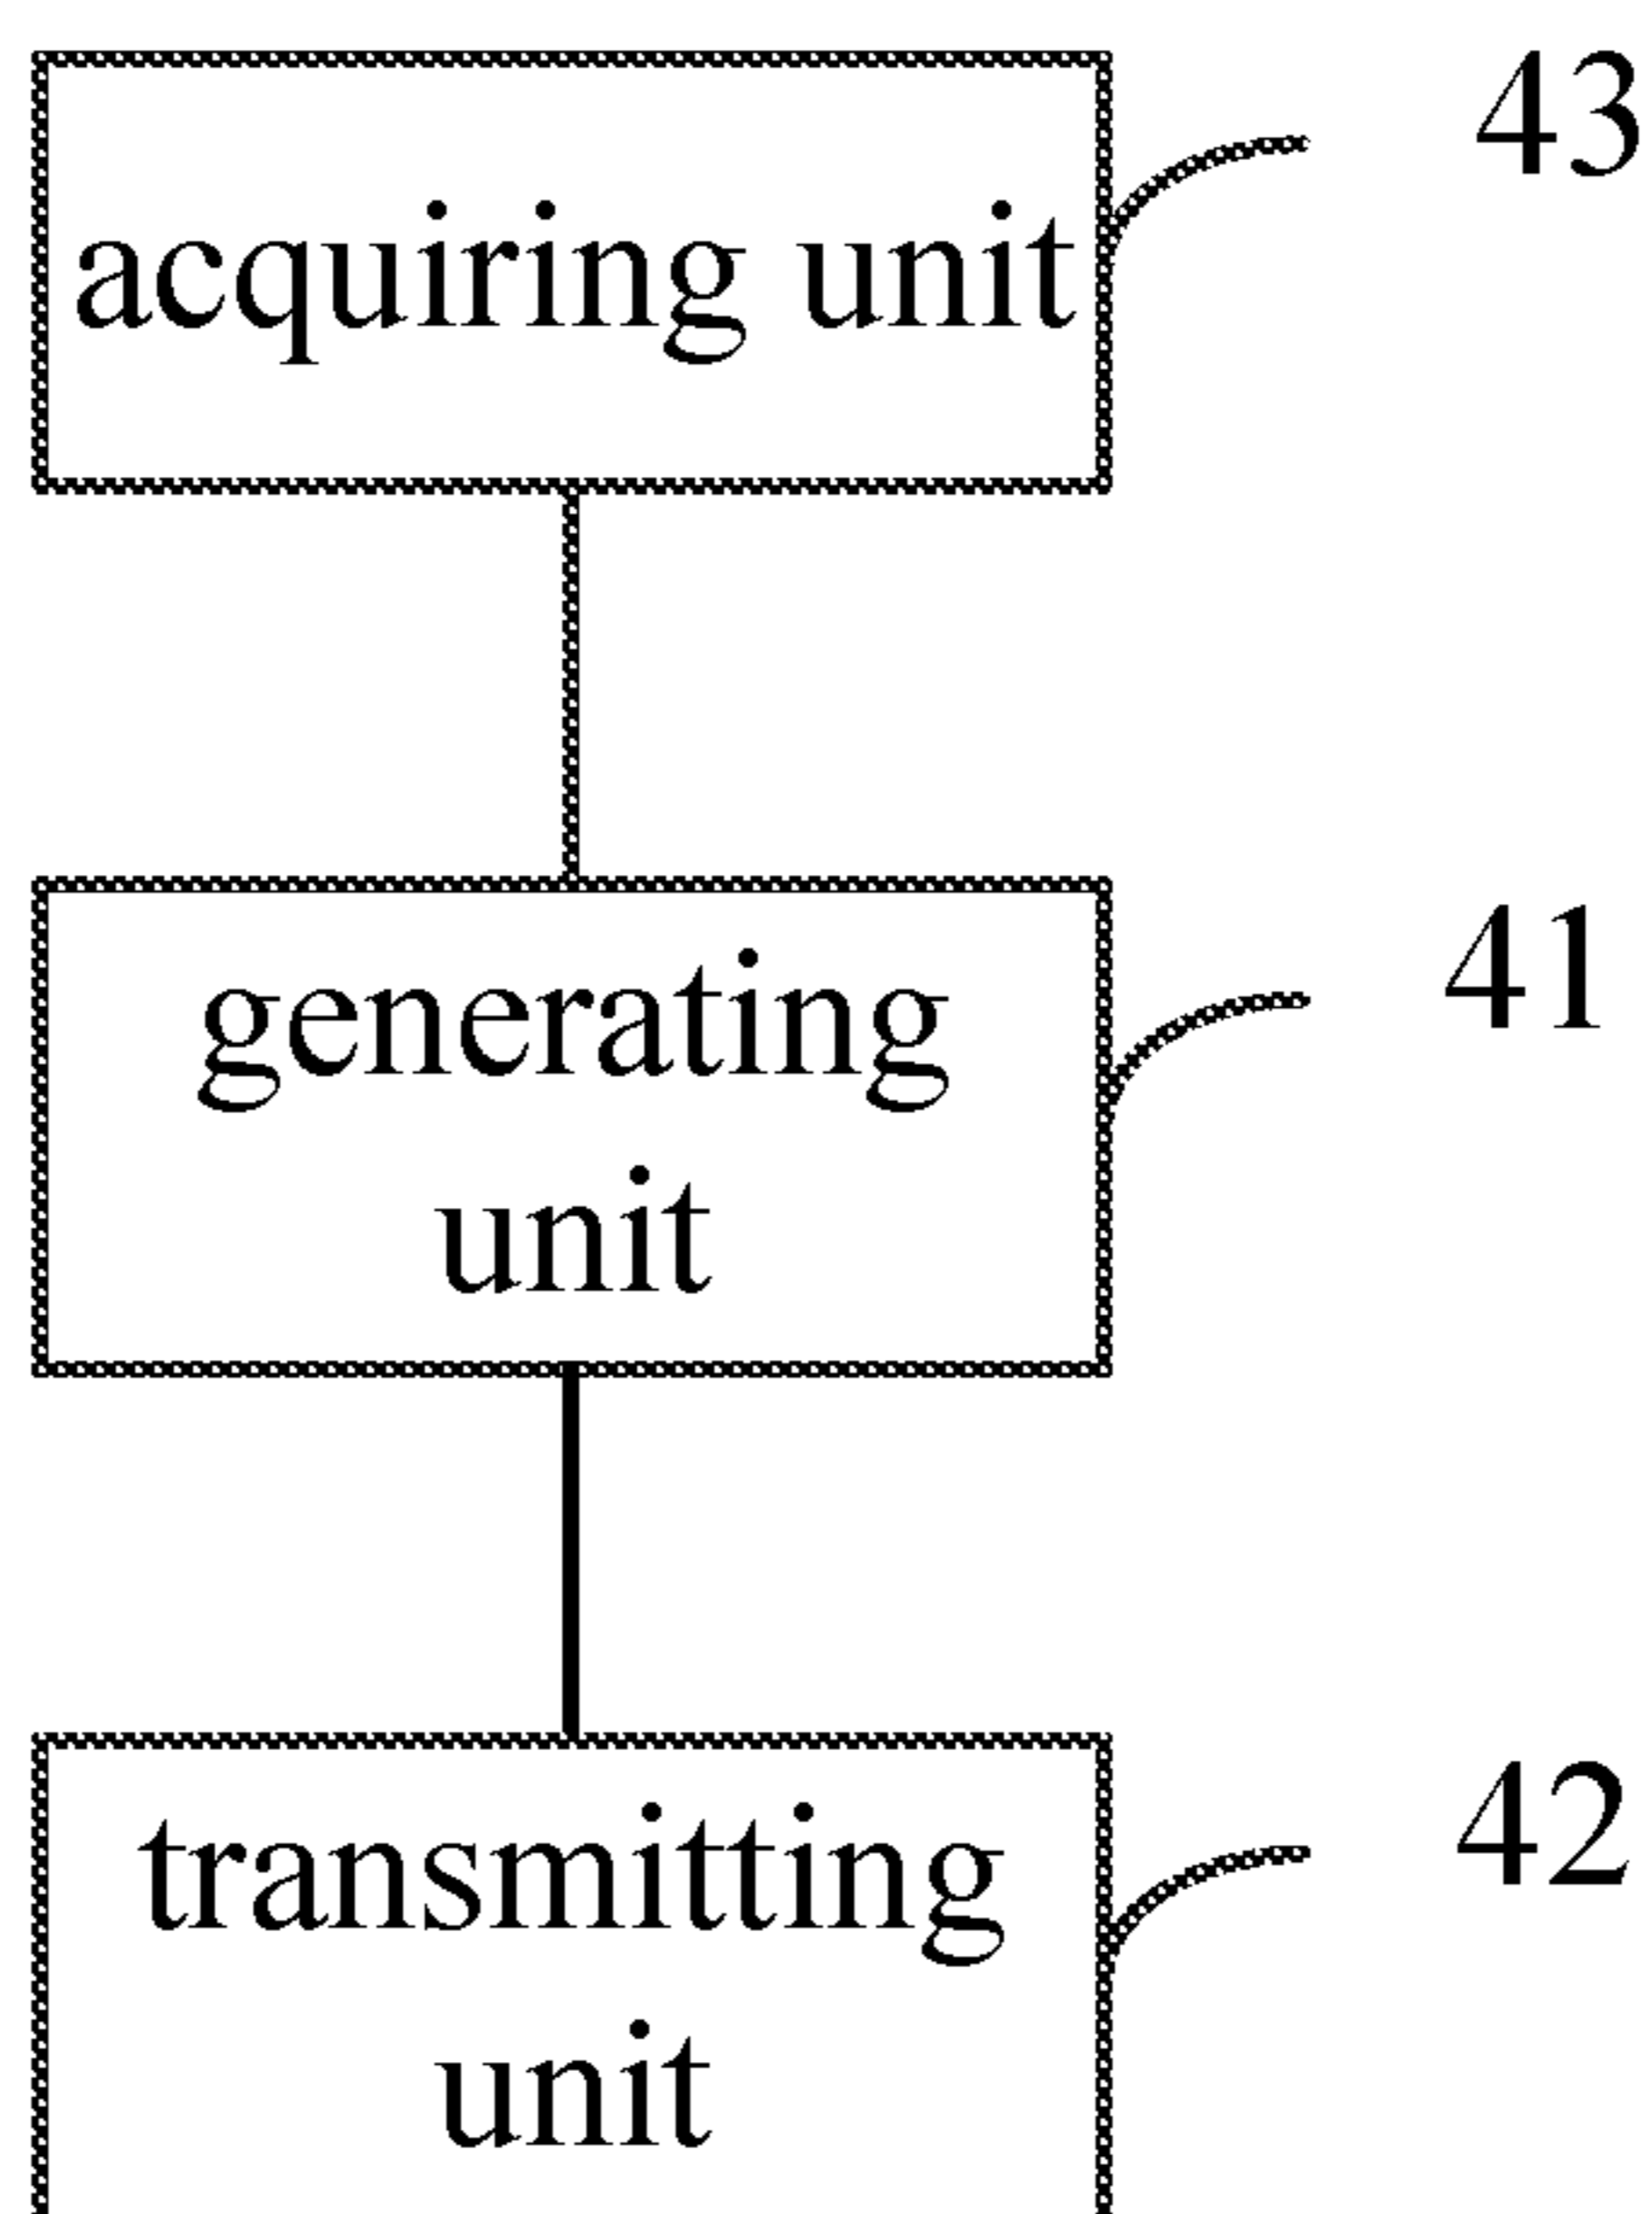 acquiring unit
43
generating
unit
41
transmitting
unit
42